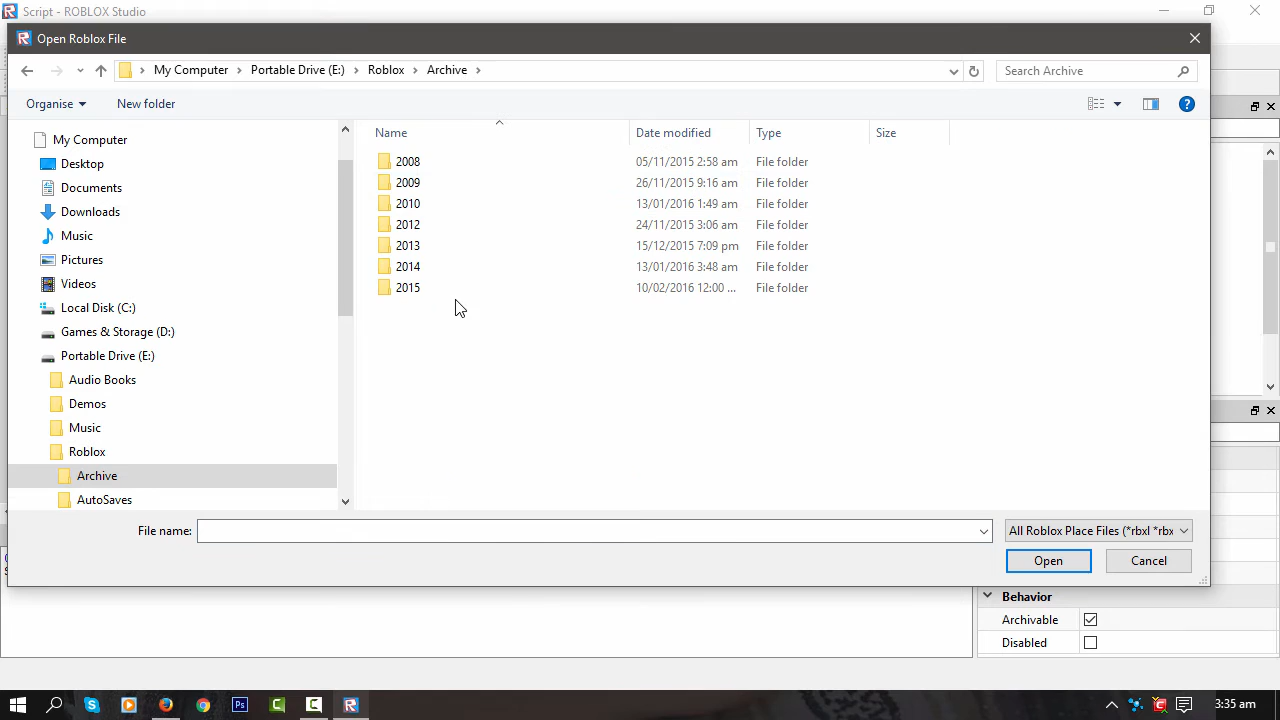 Script - ROBLOX Studio
Open Roblox File
My Computer Portable Drive (E:) Roblox Archive
Search Archive
Organise New folder
Name Date modified Type Size
My Computer
Desktop
Documents
Downloads
Music
Pictures
Videos
Local Disk (C:)
Games & Storage (D:)
Portable Drive (E:)
Audio Books
Demos
Music
Roblox
Archive
AutoSaves
2008 05/11/2015 2:58 am File folder
2009 26/11/2015 9:16 am File folder
2010 13/01/2016 1:49 am File folder
2012 24/11/2015 3:06 am File folder
2013 15/12/2015 7:09 pm File folder
2014 13/01/2016 3:48 am File folder
2015 10/02/2016 12:00 ... File folder
File name:
All Roblox Place Files (*rbxl *rbx
Open Cancel
Behavior
Archivable
Disabled
3:35 am